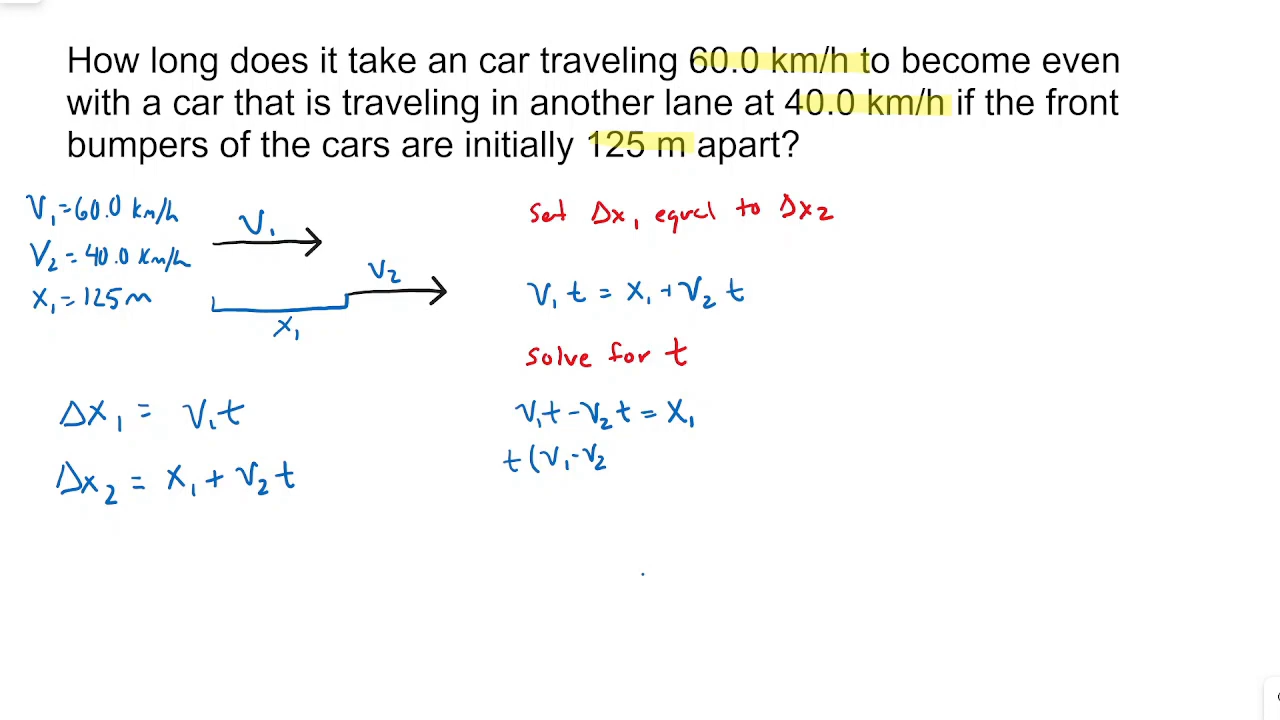 How long does it take an car traveling 60.0 km/h to become even
with a car that is traveling in another lane at 40.0 km/h if the front
bumpers of the cars are initially 125 m apart?
V₁ = 60.0 km/h
V₂ = 40.0 km/h
x₁ = 125 m
V₁
V₂
x₁
Δx₁ = v₁t
Δx₂ = x₁ + v₂t
Set Δx₁ equal to Δx₂
v₁t = x₁ + v₂t
solve for t
v₁t - v₂t = x₁
t(v₁-v₂